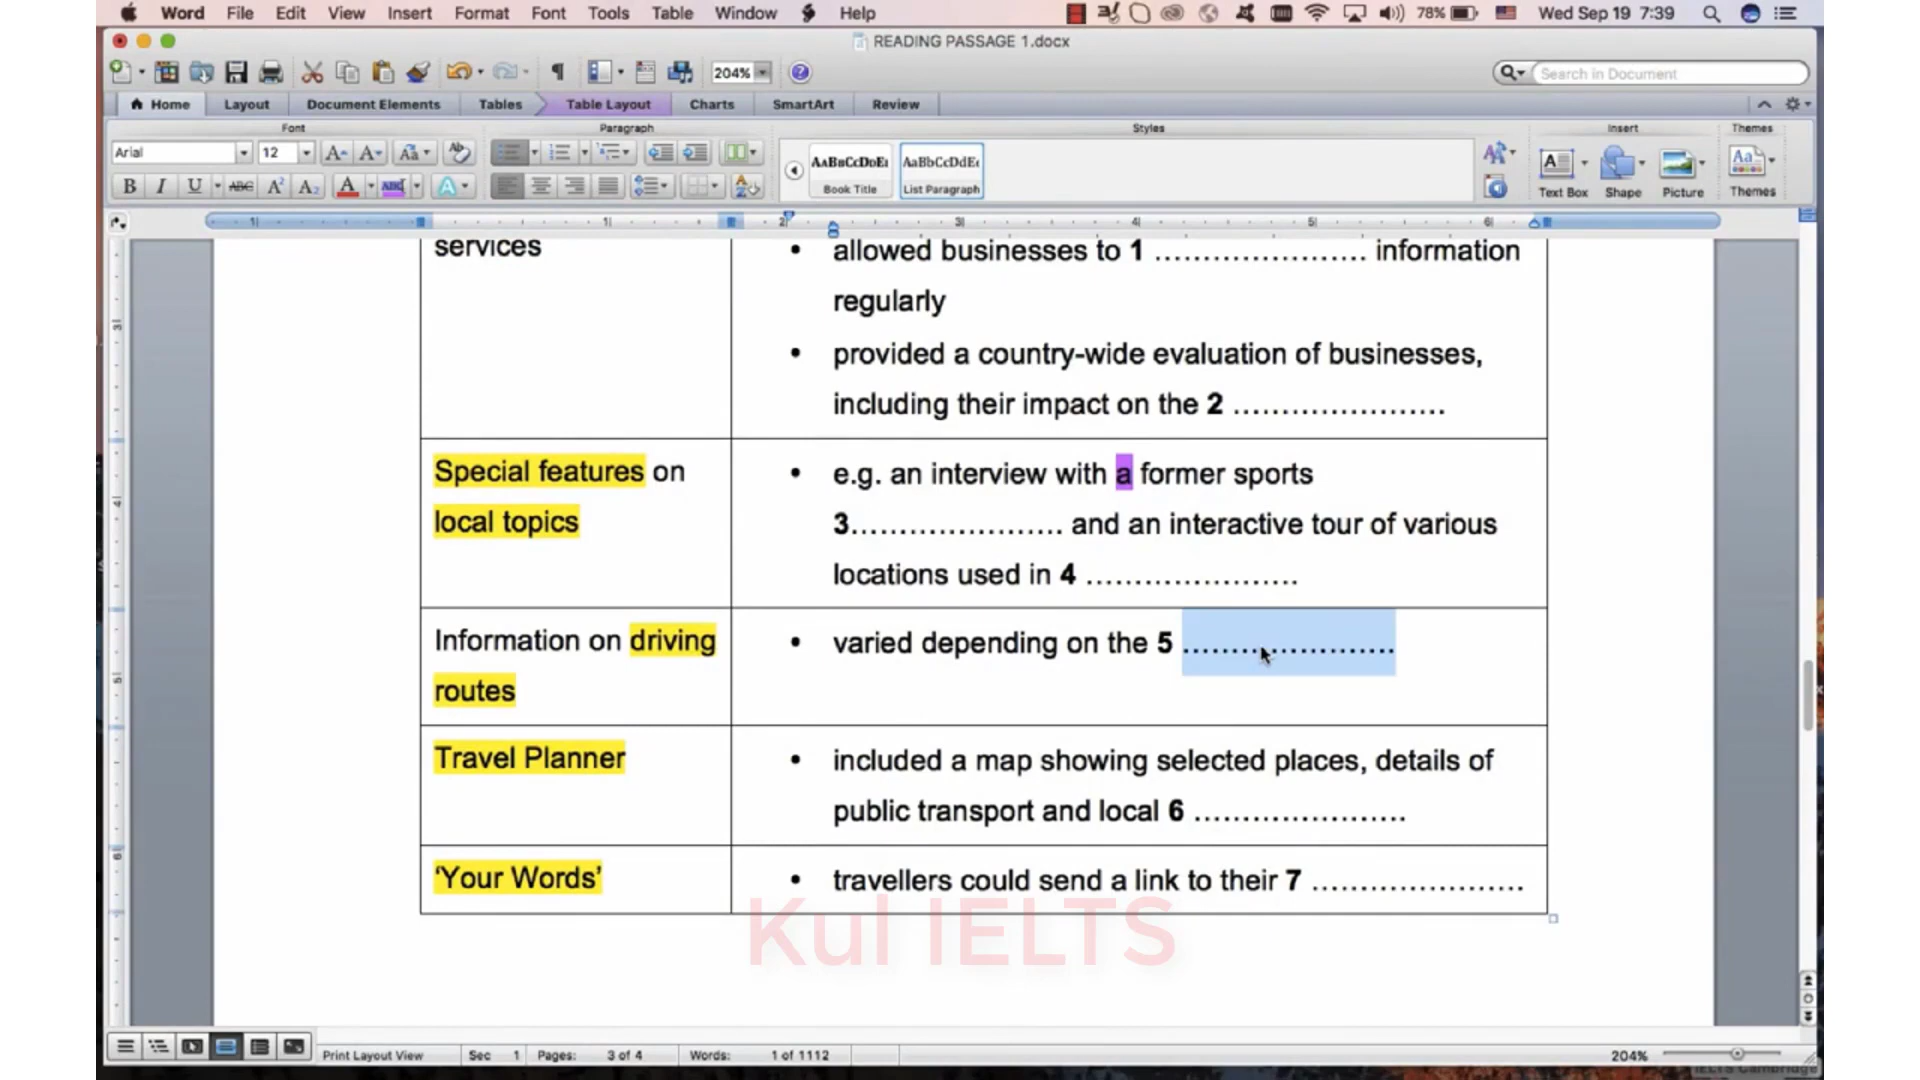 Word File Edit View Insert Format Font Tools Table Window Help 78% Wed Sep 19 7:39
READING PASSAGE 1.docx
204% Search in Document
Home Layout Document Elements Tables Table Layout Charts SmartArt Review
Font Paragraph Styles Insert Themes
Arial 12 AaBbCcDdEe AaBbCcDdEe
Book Title List Paragraph Text Box Shape Picture Themes
services
• allowed businesses to 1 ........................ information
regularly
• provided a country-wide evaluation of businesses,
including their impact on the 2 ........................
Special features on
local topics
• e.g. an interview with a former sports
3........................ and an interactive tour of various
locations used in 4 ........................
Information on driving
routes
• varied depending on the 5 ........................
Travel Planner
• included a map showing selected places, details of
public transport and local 6 ........................
‘Your Words’
• travellers could send a link to their 7 ........................
Kul IELTS
Print Layout View Sec 1 Pages: 3 of 4 Words: 1 of 1112 204%
IELTS Cambridge